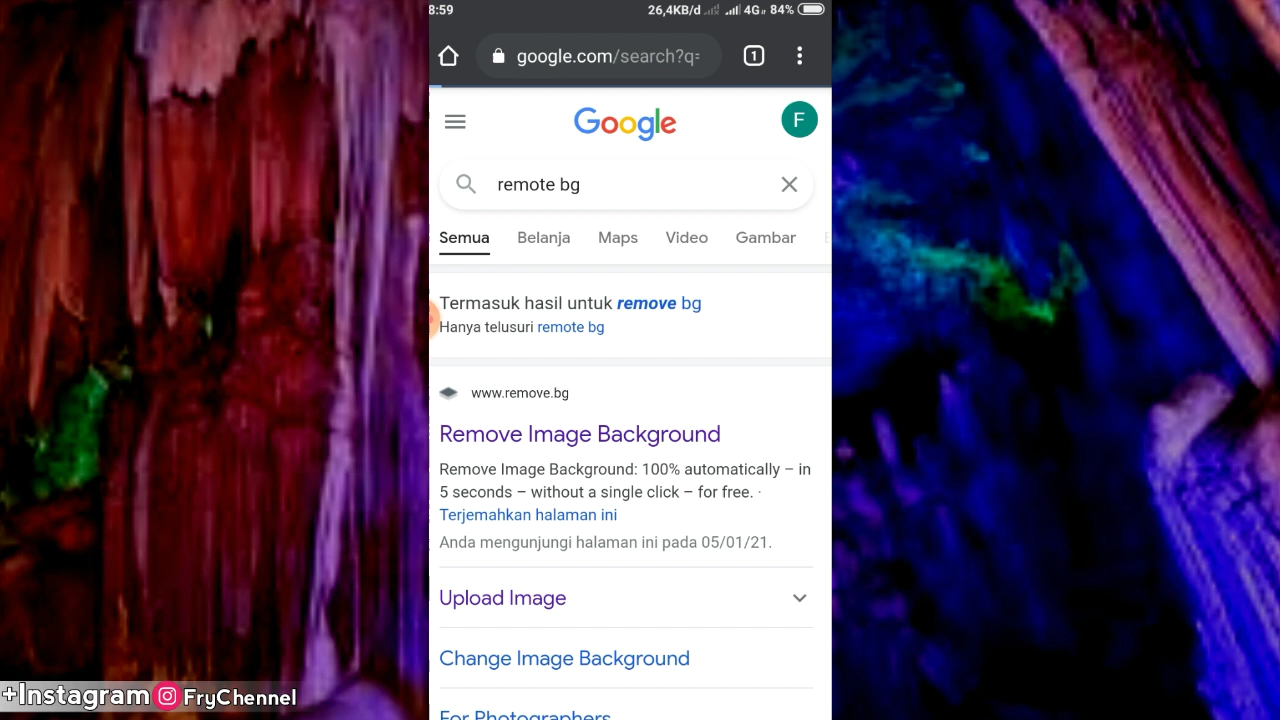 8:59 26,4KB/d 4G 84%
google.com/search?q=
1
Google
F
remote bg
Semua Belanja Maps Video Gambar
Termasuk hasil untuk remove bg
Hanya telusuri remote bg
www.remove.bg
Remove Image Background
Remove Image Background: 100% automatically – in
5 seconds – without a single click – for free. ·
Terjemahkan halaman ini
Anda mengunjungi halaman ini pada 05/01/21.
Upload Image
Change Image Background
For Photographers
+Instagram FryChennel